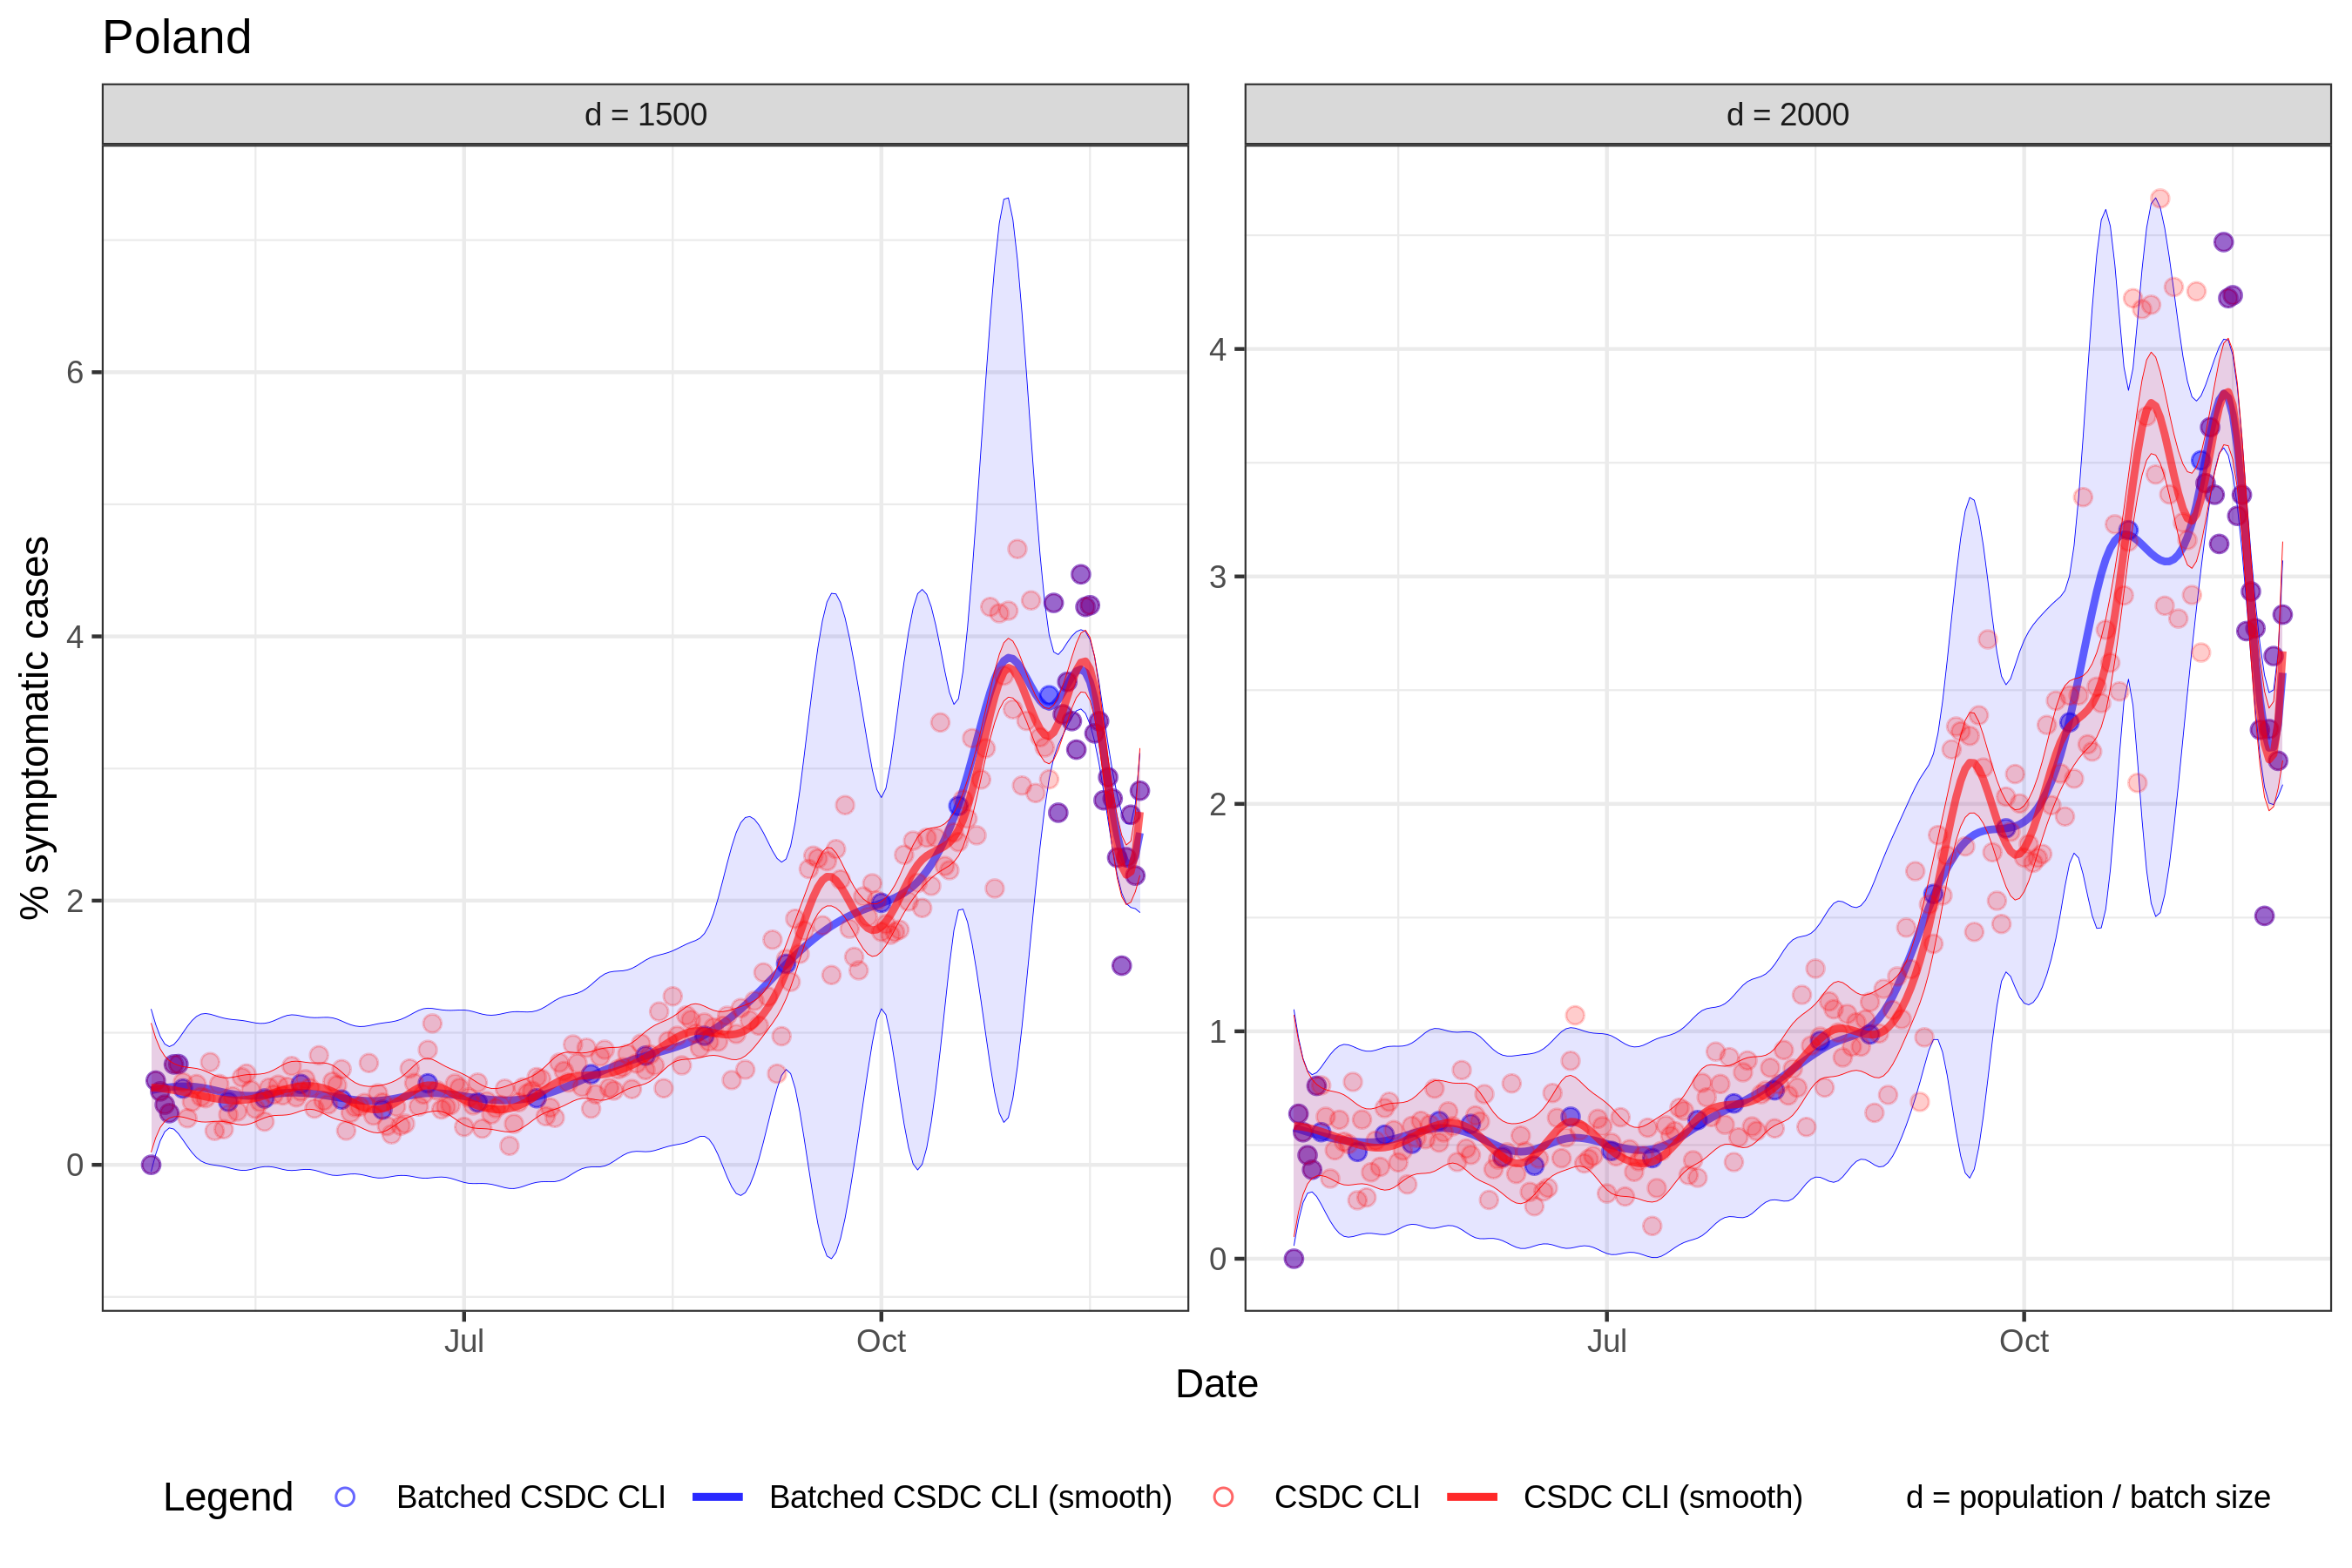 Poland
d = 1500
d = 2000
% symptomatic cases
6
4
2
0
4
3
2
1
0
Jul
Oct
Jul
Oct
Date
Legend
Batched CSDC CLI
Batched CSDC CLI (smooth)
CSDC CLI
CSDC CLI (smooth)
d = population / batch size